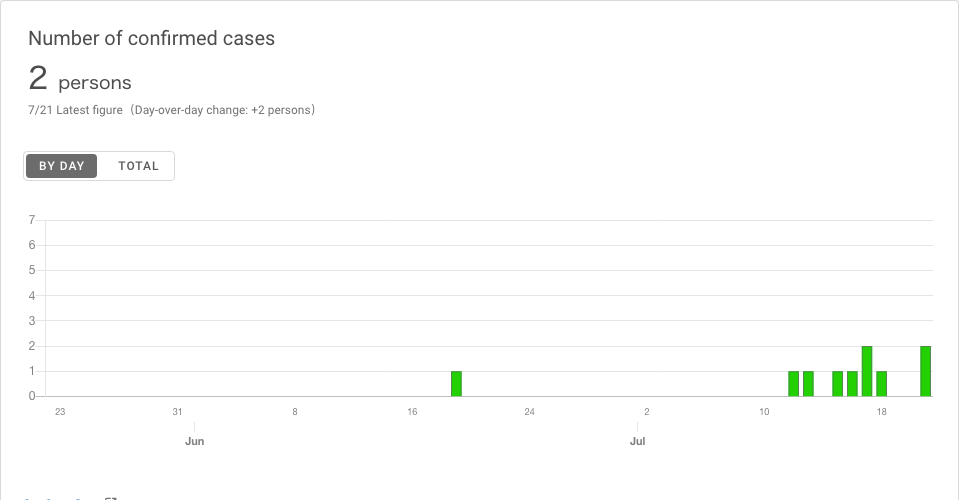 Number of confirmed cases
2 persons
7/21 Latest figure（Day-over-day change: +2 persons）
BY DAY TOTAL
7
6
5
4
3
2
1
0
23 31 8 16 24 2 10 18
Jun Jul